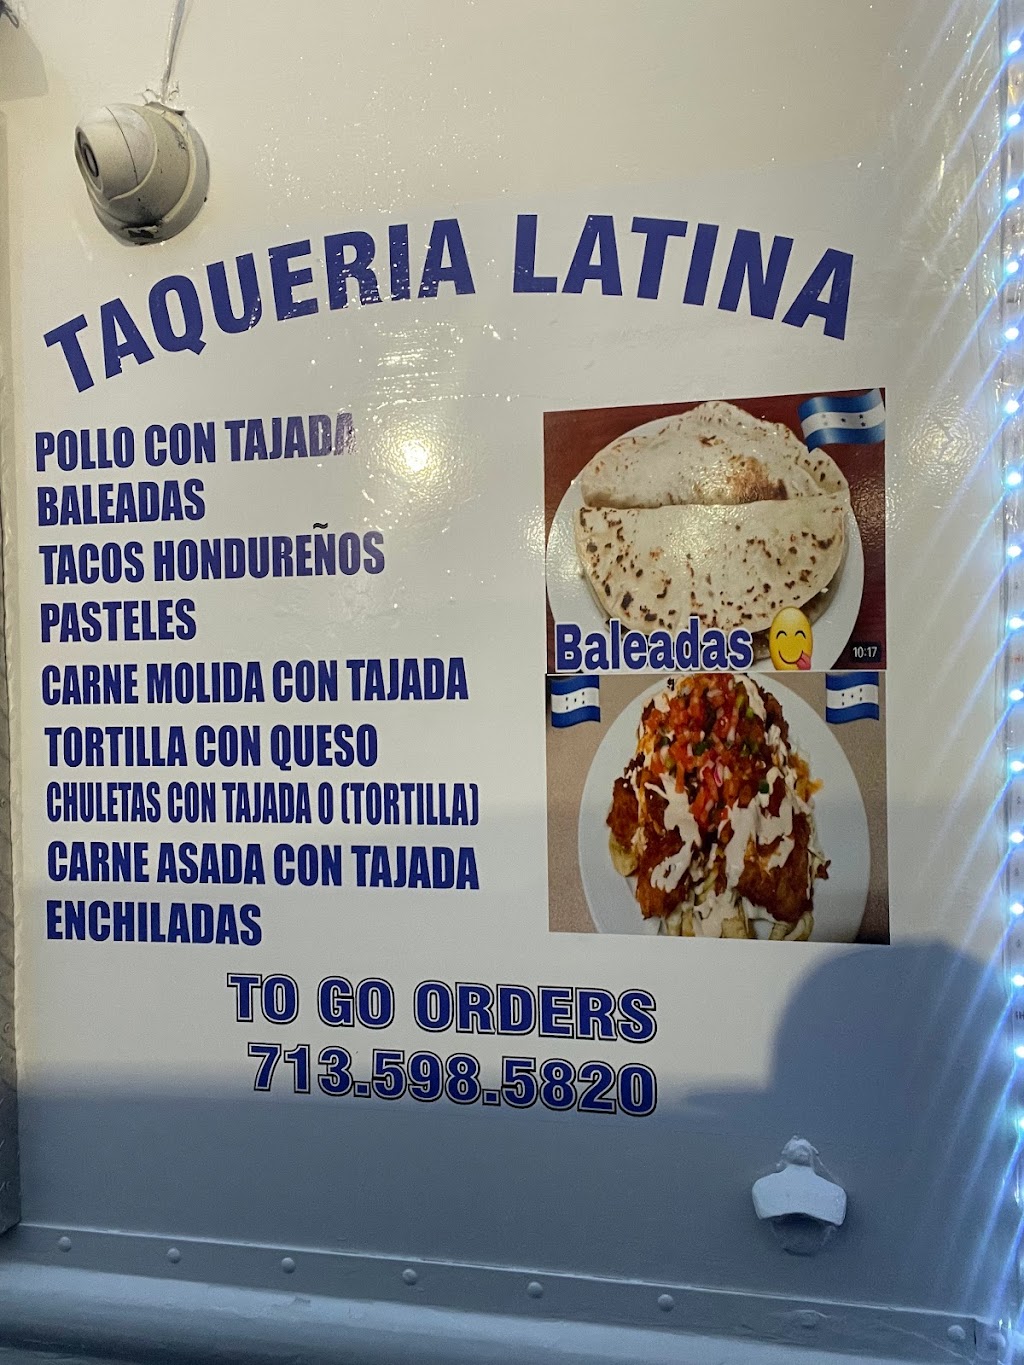 TAQUERIA LATINA
POLLO CON TAJADA
BALEADAS
TACOS HONDUREÑOS
PASTELES
CARNE MOLIDA CON TAJADA
TORTILLA CON QUESO
CHULETAS CON TAJADA O (TORTILLA)
CARNE ASADA CON TAJADA
ENCHILADAS
Baleadas
10:17
TO GO ORDERS
713.598.5820